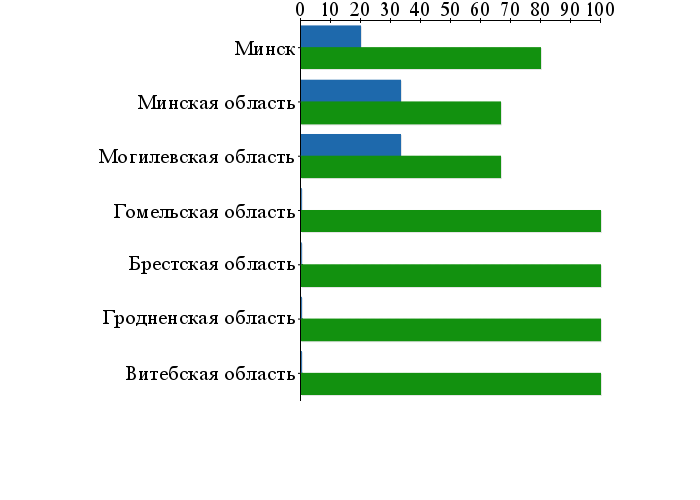 0 10 20 30 40 50 60 70 80 90 100
Минск
Минская область
Могилевская область
Гомельская область
Брестская область
Гродненская область
Витебская область